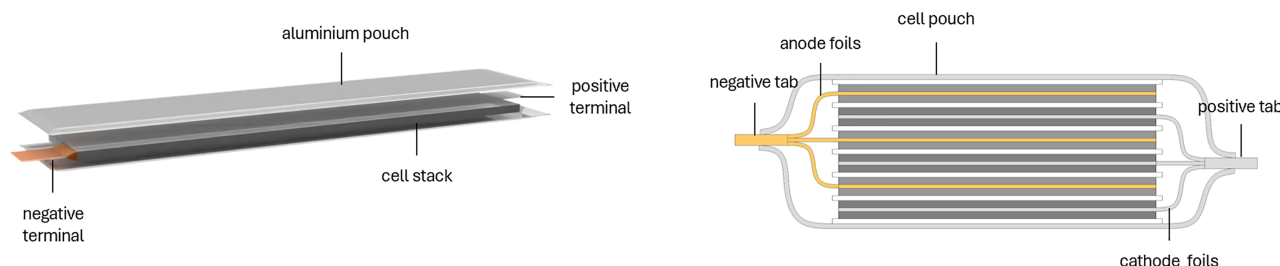 aluminium pouch
positive
terminal
cell stack
negative
terminal
cell pouch
anode foils
negative tab
positive tab
cathode foils